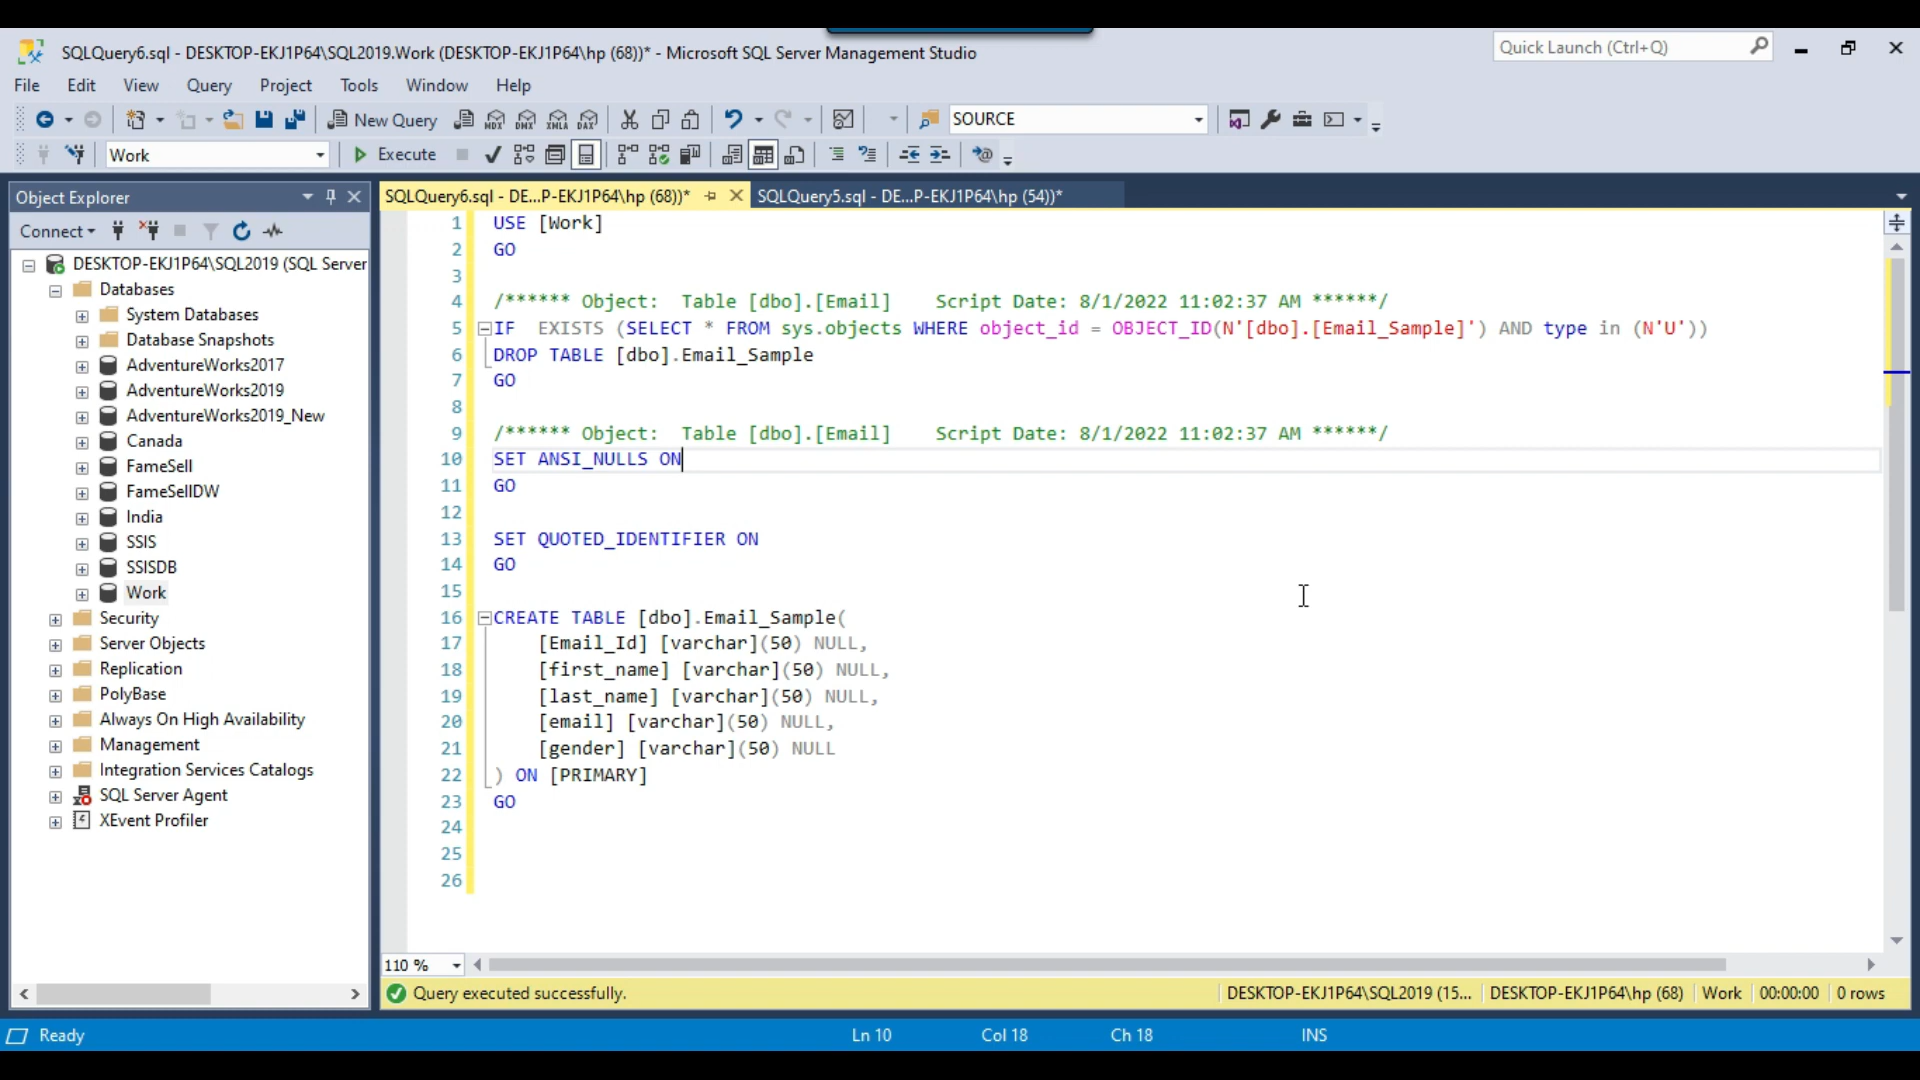 SQLQuery6.sql - DESKTOP-EKJ1P64\SQL2019.Work (DESKTOP-EKJ1P64\hp (68))* - Microsoft SQL Server Management Studio
Quick Launch (Ctrl+Q)
File Edit View Query Project Tools Window Help
New Query MDX DMX XMLA DAX SOURCE
Work Execute
Object Explorer
SQLQuery6.sql - DE...P-EKJ1P64\hp (68))* SQLQuery5.sql - DE...P-EKJ1P64\hp (54))*
Connect
DESKTOP-EKJ1P64\SQL2019 (SQL Server
Databases
System Databases
Database Snapshots
AdventureWorks2017
AdventureWorks2019
AdventureWorks2019_New
Canada
FameSell
FameSellDW
India
SSIS
SSISDB
Work
Security
Server Objects
Replication
PolyBase
Always On High Availability
Management
Integration Services Catalogs
SQL Server Agent
XEvent Profiler
1 USE [Work]
2 GO
3
4 /****** Object:  Table [dbo].[Email]    Script Date: 8/1/2022 11:02:37 AM ******/
5 IF  EXISTS (SELECT * FROM sys.objects WHERE object_id = OBJECT_ID(N'[dbo].[Email_Sample]') AND type in (N'U'))
6 DROP TABLE [dbo].Email_Sample
7 GO
8
9 /****** Object:  Table [dbo].[Email]    Script Date: 8/1/2022 11:02:37 AM ******/
10 SET ANSI_NULLS ON
11 GO
12
13 SET QUOTED_IDENTIFIER ON
14 GO
15
16 CREATE TABLE [dbo].Email_Sample(
17 [Email_Id] [varchar](50) NULL,
18 [first_name] [varchar](50) NULL,
19 [last_name] [varchar](50) NULL,
20 [email] [varchar](50) NULL,
21 [gender] [varchar](50) NULL
22 ) ON [PRIMARY]
23 GO
24
25
26
110 %
Query executed successfully. DESKTOP-EKJ1P64\SQL2019 (15... DESKTOP-EKJ1P64\hp (68) Work 00:00:00 0 rows
Ready Ln 10 Col 18 Ch 18 INS